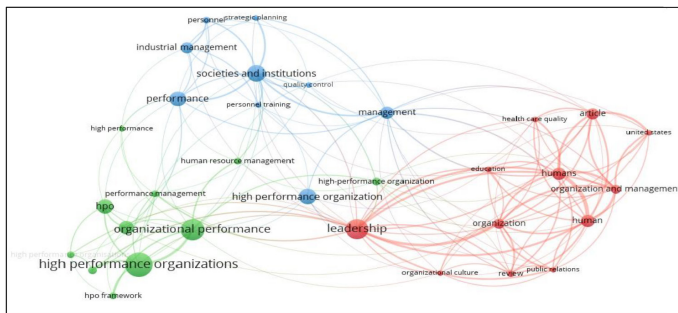 personnel
strategic planning
industrial management
societies and institutions
quality control
performance
personnel training
management
article
health care quality
united states
high performance
human resource management
education
humans
high-performance organization
organization and management
performance management
high performance organization
hpo
organizational performance
leadership
organization
human
high performance
high performance organizations
organizational culture
review
public relations
hpo framework